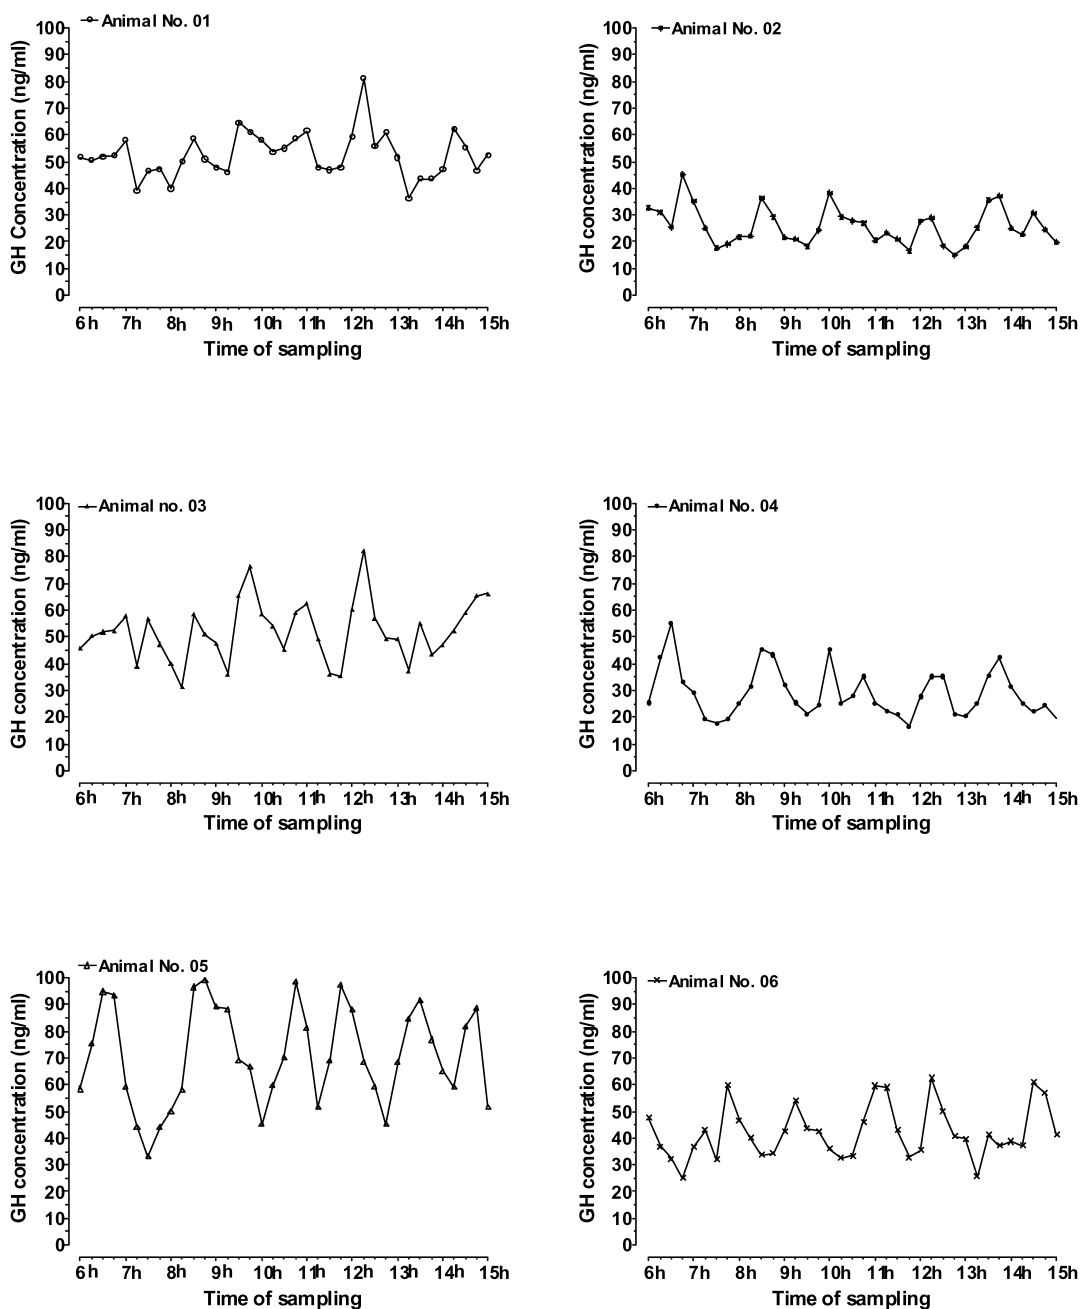 Animal No. 01
GH Concentration (ng/ml)
100
90
80
70
60
50
40
30
20
10
0
6h 7h 8h 9h 10h 11h 12h 13h 14h 15h
Time of sampling
Animal No. 02
GH concentration (ng/ml)
100
90
80
70
60
50
40
30
20
10
0
6h 7h 8h 9h 10h 11h 12h 13h 14h 15h
Time of sampling
Animal no. 03
GH concentration (ng/ml)
100
90
80
70
60
50
40
30
20
10
0
6h 7h 8h 9h 10h 11h 12h 13h 14h 15h
Time of sampling
Animal No. 04
GH concentration (ng/ml)
100
90
80
70
60
50
40
30
20
10
0
6h 7h 8h 9h 10h 11h 12h 13h 14h 15h
Time of sampling
Animal No. 05
GH concentration (ng/ml)
100
90
80
70
60
50
40
30
20
10
0
6h 7h 8h 9h 10h 11h 12h 13h 14h 15h
Time of sampling
Animal No. 06
GH concentration (ng/ml)
100
90
80
70
60
50
40
30
20
10
0
6h 7h 8h 9h 10h 11h 12h 13h 14h 15h
Time of sampling